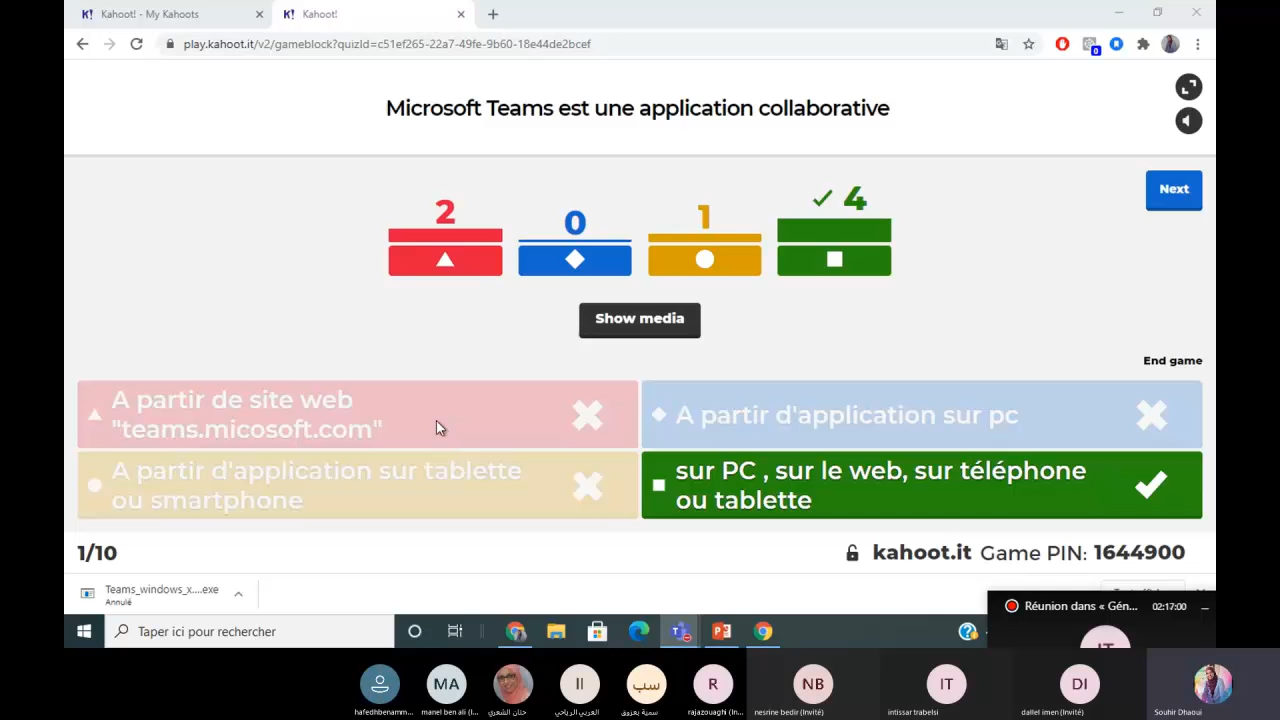 K! Kahoot! - My Kahoots
K! Kahoot!
play.kahoot.it/v2/gameblock?quizId=c51ef265-22a7-49fe-9b60-18e44de2bcef
0
Microsoft Teams est une application collaborative
Next
2
0
1
4
Show media
End game
A partir de site web
"teams.micosoft.com"
A partir d'application sur pc
A partir d'application sur tablette
ou smartphone
sur PC , sur le web, sur téléphone
ou tablette
1/10
kahoot.it Game PIN: 1644900
Teams_windows_x....exe
Annulé
Réunion dans « Gén... 02:17:00
IT
Taper ici pour rechercher
MA
II
سب
R
NB
IT
DI
hafedhbenamm...
manel ben ali (I...
حنان الشعري
العربي الرياحي
سمية بعزوق
rajazouaghi (In...
nesrine bedir (Invité)
intissar trabelsi
dallel imen (Invité)
Souhir Dhaoui